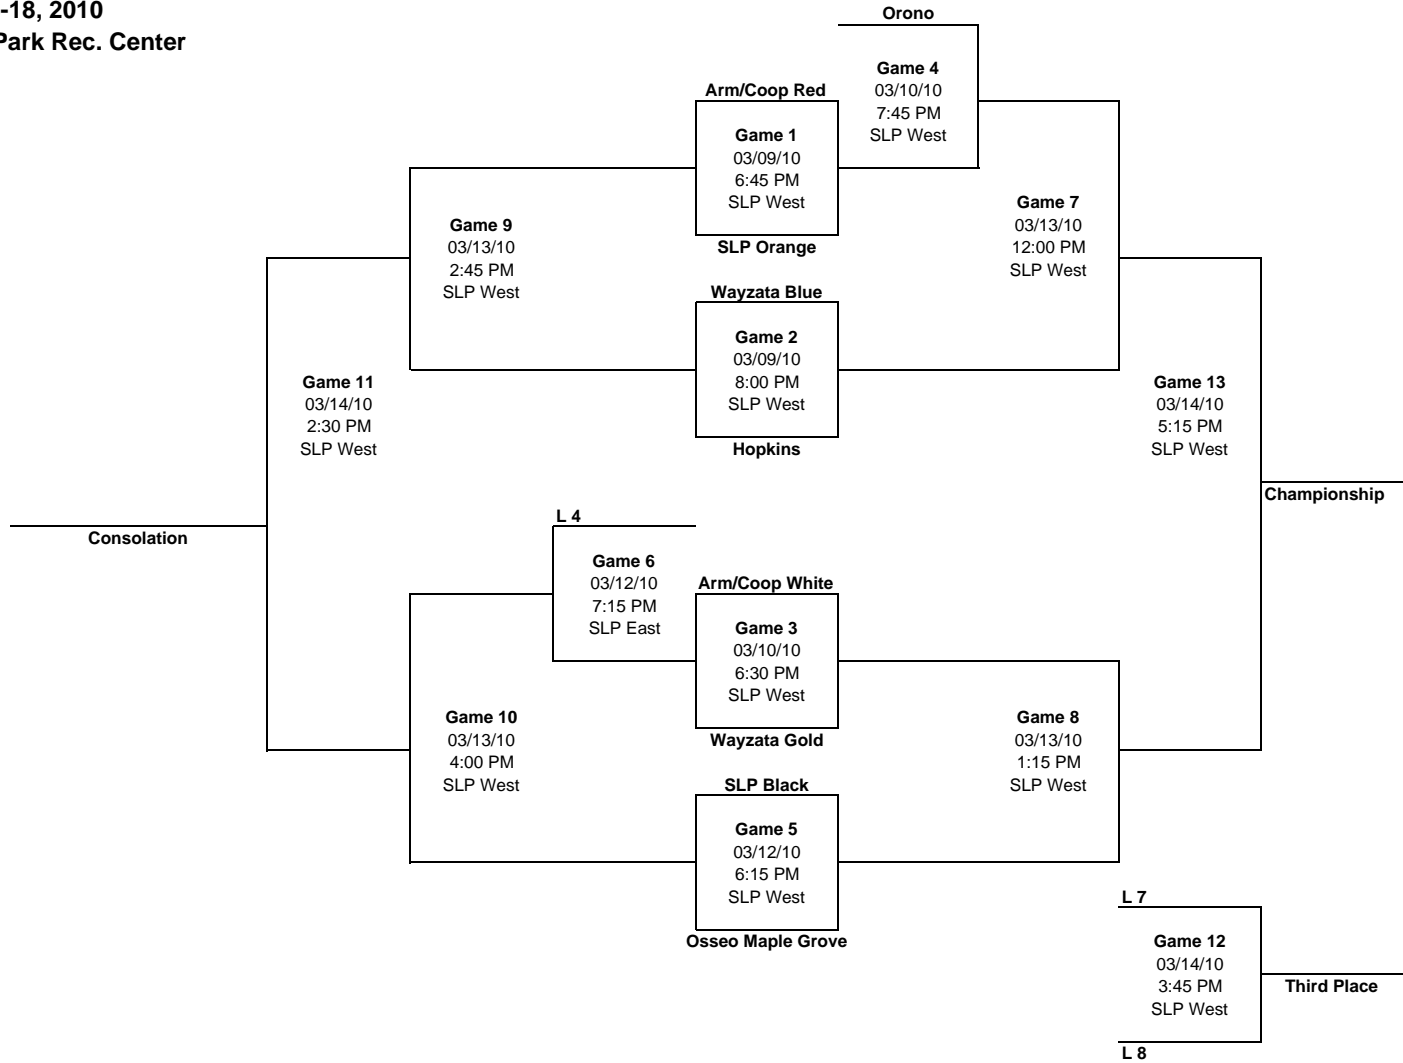 -18, 2010
Park Rec. Center
Orono
Game 4
03/10/10
7:45 PM
SLP West
Arm/Coop Red
Game 1
03/09/10
6:45 PM
SLP West
SLP Orange
Game 7
03/13/10
12:00 PM
SLP West
Game 9
03/13/10
2:45 PM
SLP West
Wayzata Blue
Game 2
03/09/10
8:00 PM
SLP West
Hopkins
Game 11
03/14/10
2:30 PM
SLP West
Game 13
03/14/10
5:15 PM
SLP West
Championship
Consolation
L 4
Game 6
03/12/10
7:15 PM
SLP East
Arm/Coop White
Game 3
03/10/10
6:30 PM
SLP West
Wayzata Gold
Game 10
03/13/10
4:00 PM
SLP West
Game 8
03/13/10
1:15 PM
SLP West
SLP Black
Game 5
03/12/10
6:15 PM
SLP West
Osseo Maple Grove
L 7
Game 12
03/14/10
3:45 PM
SLP West
Third Place
L 8